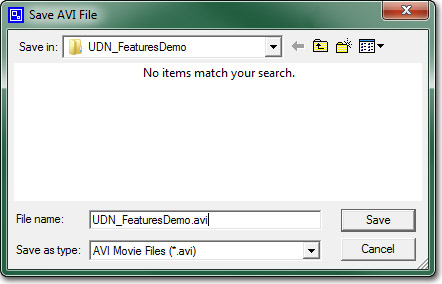 Save AVI File
Save in: UDN_FeaturesDemo
No items match your search.
File name: UDN_FeaturesDemo.avi Save
Save as type: AVI Movie Files (*.avi) Cancel